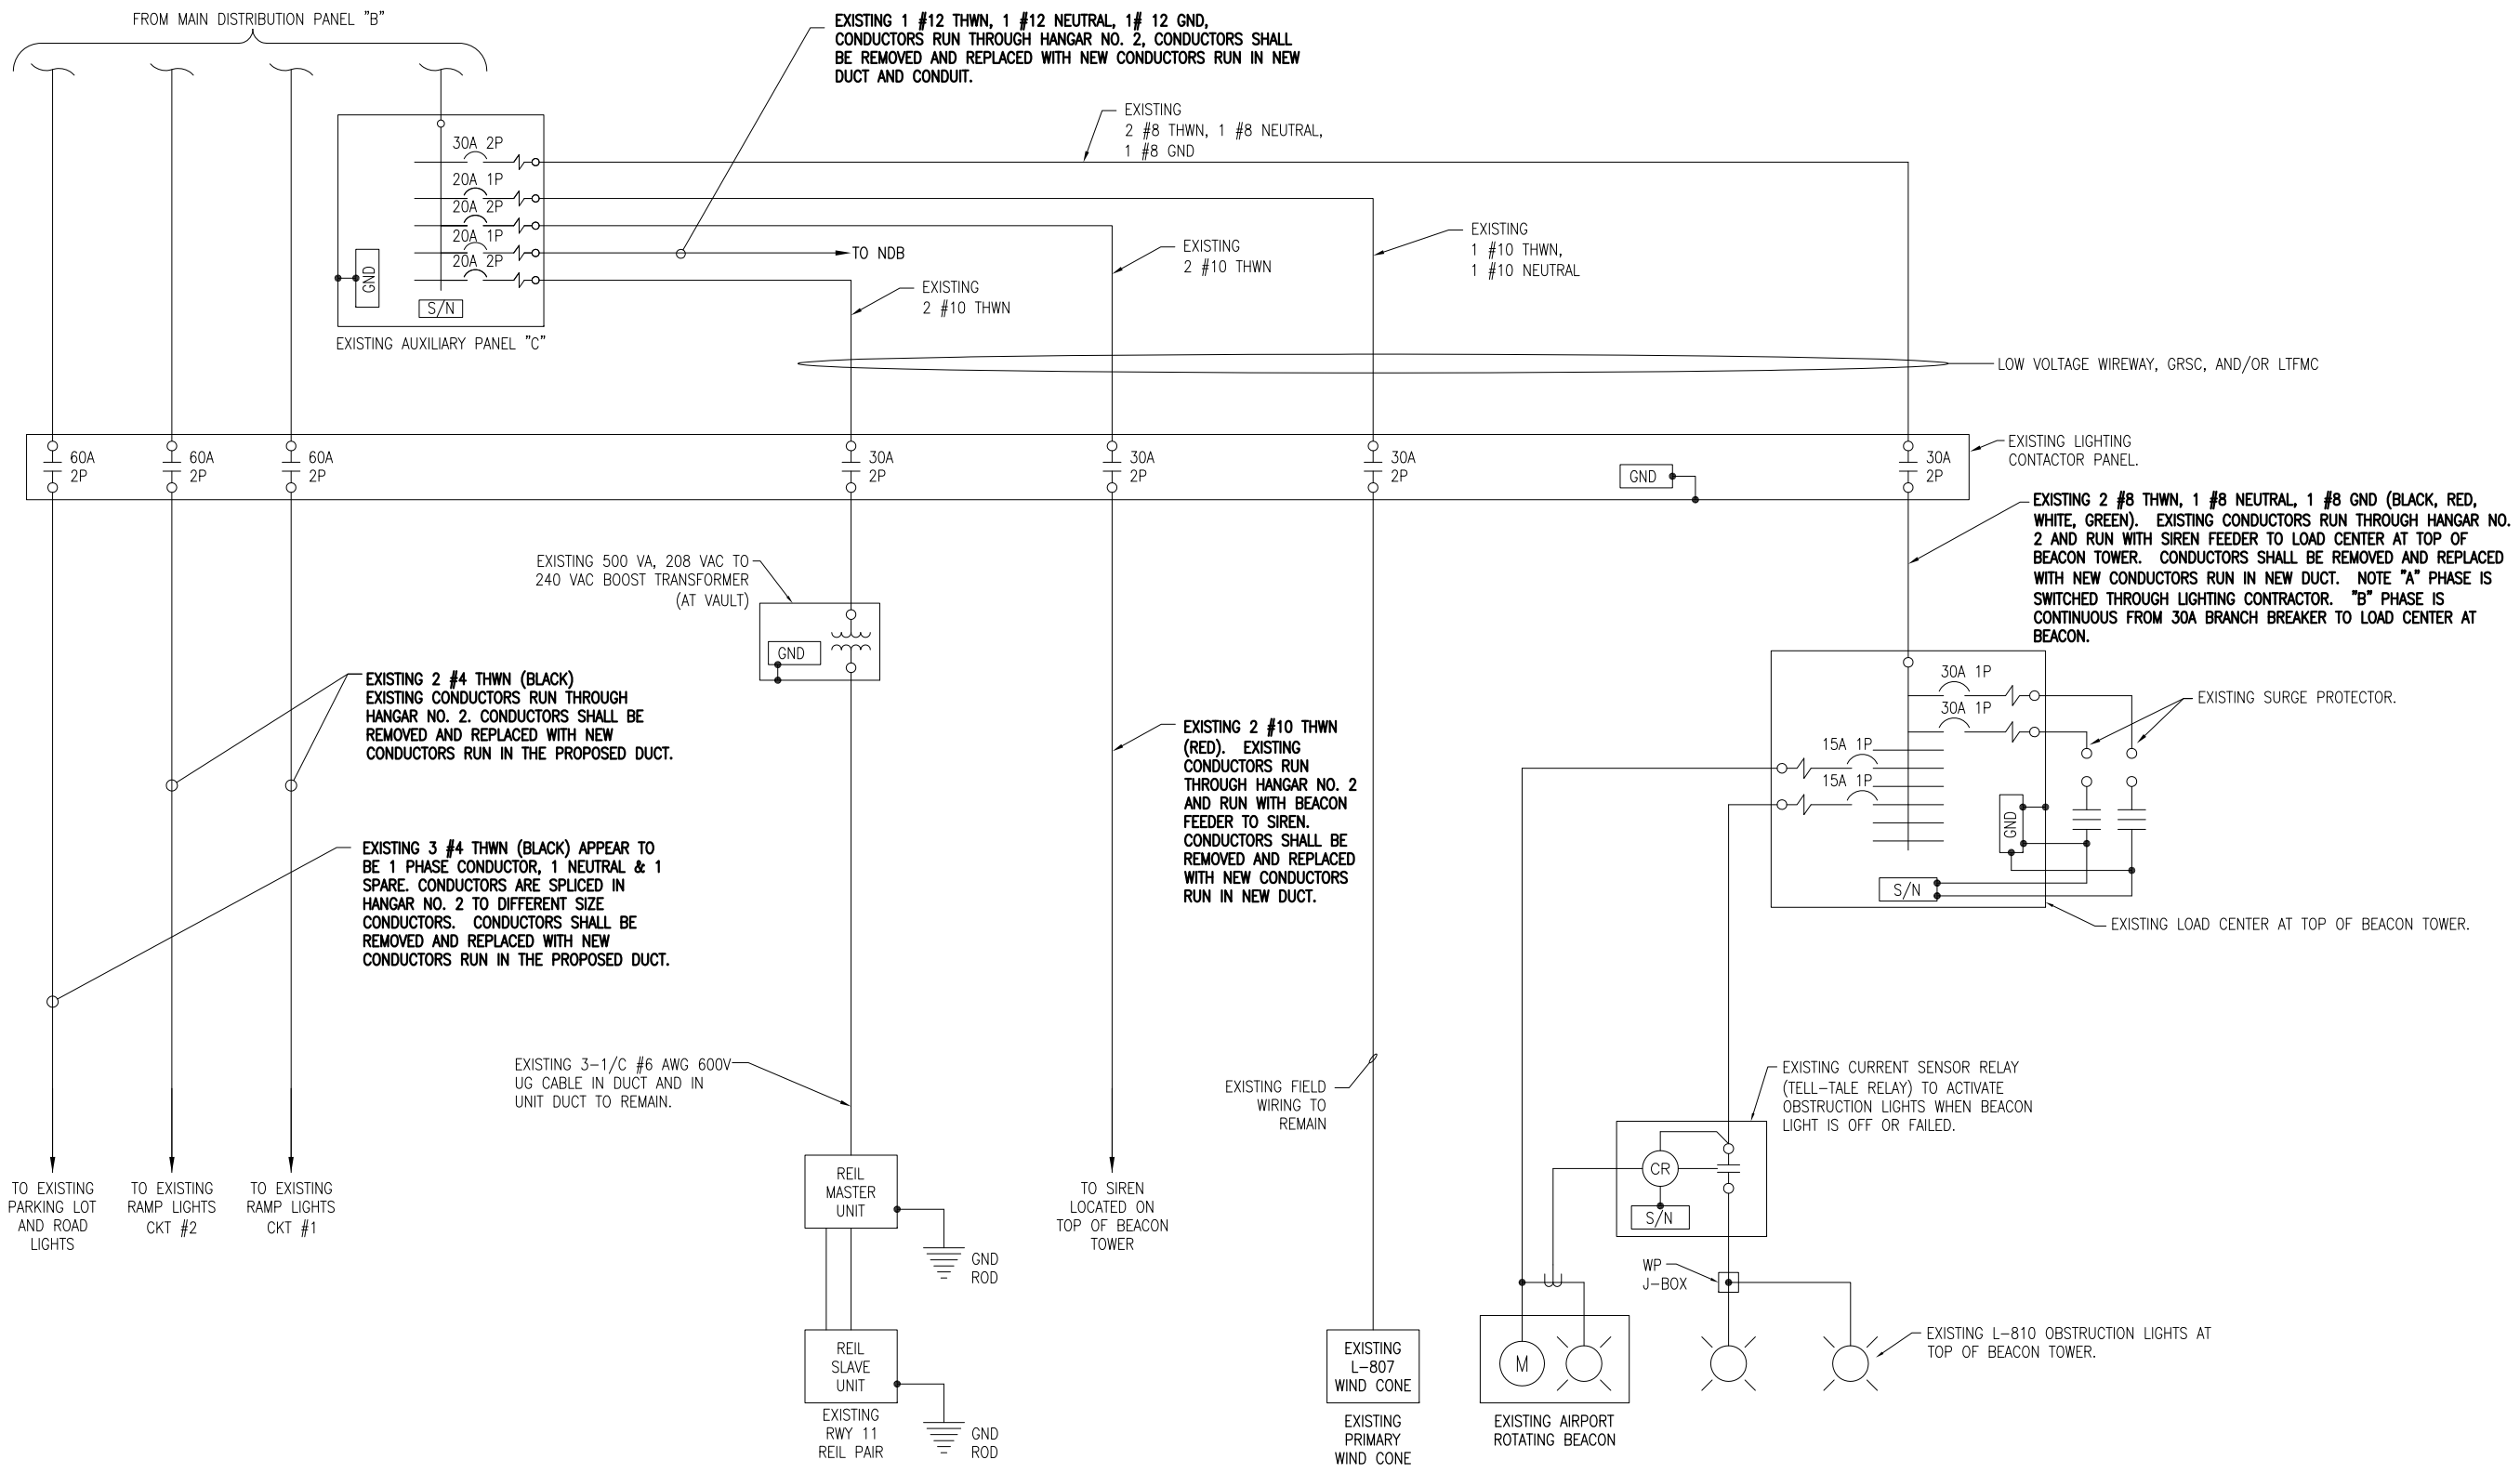 FROM MAIN DISTRIBUTION PANEL "B"
EXISTING 1 #12 THWN, 1 #12 NEUTRAL, 1# 12 GND,
CONDUCTORS RUN THROUGH HANGAR NO. 2, CONDUCTORS SHALL
BE REMOVED AND REPLACED WITH NEW CONDUCTORS RUN IN NEW
DUCT AND CONDUIT.
EXISTING
2 #8 THWN, 1 #8 NEUTRAL,
1 #8 GND
30A 2P
20A 1P
20A 2P
20A 1P
20A 2P
GND
S/N
EXISTING AUXILIARY PANEL "C"
TO NDB
EXISTING
2 #10 THWN
EXISTING
2 #10 THWN
EXISTING
1 #10 THWN,
1 #10 NEUTRAL
LOW VOLTAGE WIREWAY, GRSC, AND/OR LTFMC
60A
2P
60A
2P
60A
2P
30A
2P
30A
2P
30A
2P
GND
30A
2P
EXISTING LIGHTING
CONTACTOR PANEL.
EXISTING 2 #8 THWN, 1 #8 NEUTRAL, 1 #8 GND (BLACK, RED,
WHITE, GREEN).  EXISTING CONDUCTORS RUN THROUGH HANGAR NO.
2 AND RUN WITH SIREN FEEDER TO LOAD CENTER AT TOP OF
BEACON TOWER.  CONDUCTORS SHALL BE REMOVED AND REPLACED
WITH NEW CONDUCTORS RUN IN NEW DUCT.  NOTE "A" PHASE IS
SWITCHED THROUGH LIGHTING CONTRACTOR.  "B" PHASE IS
CONTINUOUS FROM 30A BRANCH BREAKER TO LOAD CENTER AT
BEACON.
EXISTING 500 VA, 208 VAC TO
240 VAC BOOST TRANSFORMER
(AT VAULT)
GND
EXISTING 2 #4 THWN (BLACK)
EXISTING CONDUCTORS RUN THROUGH
HANGAR NO. 2. CONDUCTORS SHALL BE
REMOVED AND REPLACED WITH NEW
CONDUCTORS RUN IN THE PROPOSED DUCT.
EXISTING 3 #4 THWN (BLACK) APPEAR TO
BE 1 PHASE CONDUCTOR, 1 NEUTRAL & 1
SPARE. CONDUCTORS ARE SPLICED IN
HANGAR NO. 2 TO DIFFERENT SIZE
CONDUCTORS.  CONDUCTORS SHALL BE
REMOVED AND REPLACED WITH NEW
CONDUCTORS RUN IN THE PROPOSED DUCT.
EXISTING 2 #10 THWN
(RED).  EXISTING
CONDUCTORS RUN
THROUGH HANGAR NO. 2
AND RUN WITH BEACON
FEEDER TO SIREN.
CONDUCTORS SHALL BE
REMOVED AND REPLACED
WITH NEW CONDUCTORS
RUN IN NEW DUCT.
30A 1P
30A 1P
15A 1P
15A 1P
GND
S/N
EXISTING SURGE PROTECTOR.
EXISTING LOAD CENTER AT TOP OF BEACON TOWER.
EXISTING 3-1/C #6 AWG 600V
UG CABLE IN DUCT AND IN
UNIT DUCT TO REMAIN.
EXISTING FIELD
WIRING TO
REMAIN
EXISTING CURRENT SENSOR RELAY
(TELL-TALE RELAY) TO ACTIVATE
OBSTRUCTION LIGHTS WHEN BEACON
LIGHT IS OFF OR FAILED.
CR
S/N
WP
J-BOX
TO EXISTING
PARKING LOT
AND ROAD
LIGHTS
TO EXISTING
RAMP LIGHTS
CKT #2
TO EXISTING
RAMP LIGHTS
CKT #1
REIL
MASTER
UNIT
GND
ROD
REIL
SLAVE
UNIT
GND
ROD
EXISTING
RWY 11
REIL PAIR
TO SIREN
LOCATED ON
TOP OF BEACON
TOWER
EXISTING
L-807
WIND CONE
EXISTING
PRIMARY
WIND CONE
M
EXISTING AIRPORT
ROTATING BEACON
EXISTING L-810 OBSTRUCTION LIGHTS AT
TOP OF BEACON TOWER.